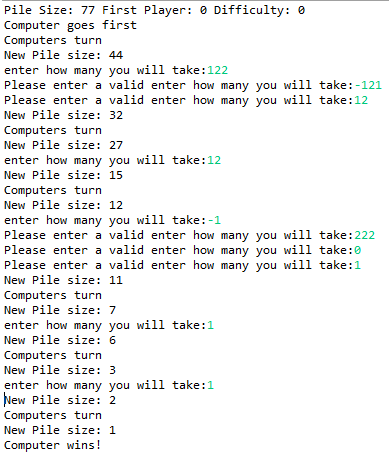 Pile Size: 77 First Player: 0 Difficulty: 0
Computer goes first
Computers turn
New Pile size: 44
enter how many you will take:122
Please enter a valid enter how many you will take:-121
Please enter a valid enter how many you will take:12
New Pile size: 32
Computers turn
New Pile size: 27
enter how many you will take:12
New Pile size: 15
Computers turn
New Pile size: 12
enter how many you will take:-1
Please enter a valid enter how many you will take:222
Please enter a valid enter how many you will take:0
Please enter a valid enter how many you will take:1
New Pile size: 11
Computers turn
New Pile size: 7
enter how many you will take:1
New Pile size: 6
Computers turn
New Pile size: 3
enter how many you will take:1
New Pile size: 2
Computers turn
New Pile size: 1
Computer wins!